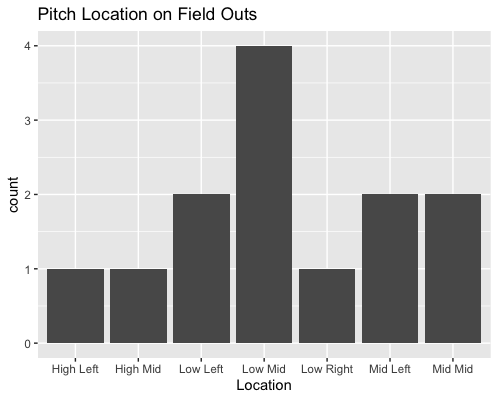 Pitch Location on Field Outs
4
3
2
1
0
count
High Left High Mid Low Left Low Mid Low Right Mid Left Mid Mid
Location